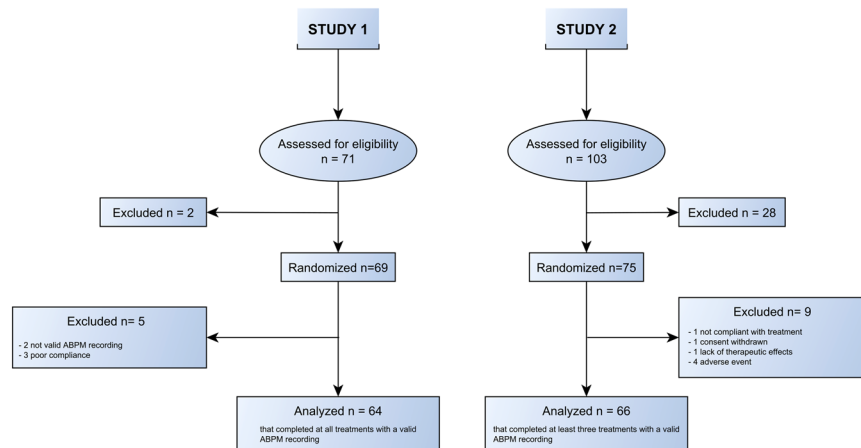 STUDY 1
Assessed for eligibility
n = 71
Excluded n = 2
Randomized n=69
Excluded n= 5
- 2 not valid ABPM recording
- 3 poor compliance
Analyzed n = 64
that completed at all treatments with a valid
ABPM recording
STUDY 2
Assessed for eligibility
n = 103
Excluded n = 28
Randomized n=75
Excluded n= 9
- 1 not compliant with treatment
- 1 consent withdrawn
- 1 lack of therapeutic effects
- 4 adverse event
Analyzed n = 66
that completed at least three treatments with a valid
ABPM recording